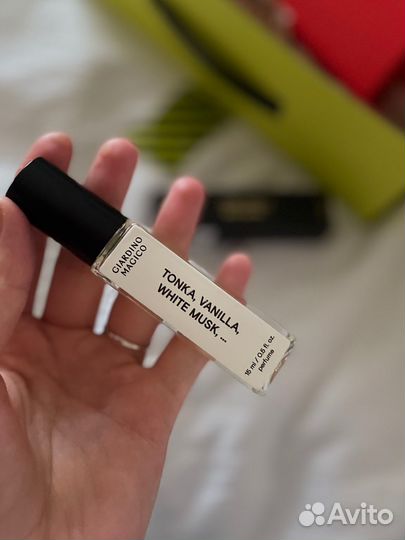 GIARDINO
MAGICO
TONKA, VANILLA,
WHITE MUSK, ...
15 ml / 0.5 fl. oz
perfume
Avito